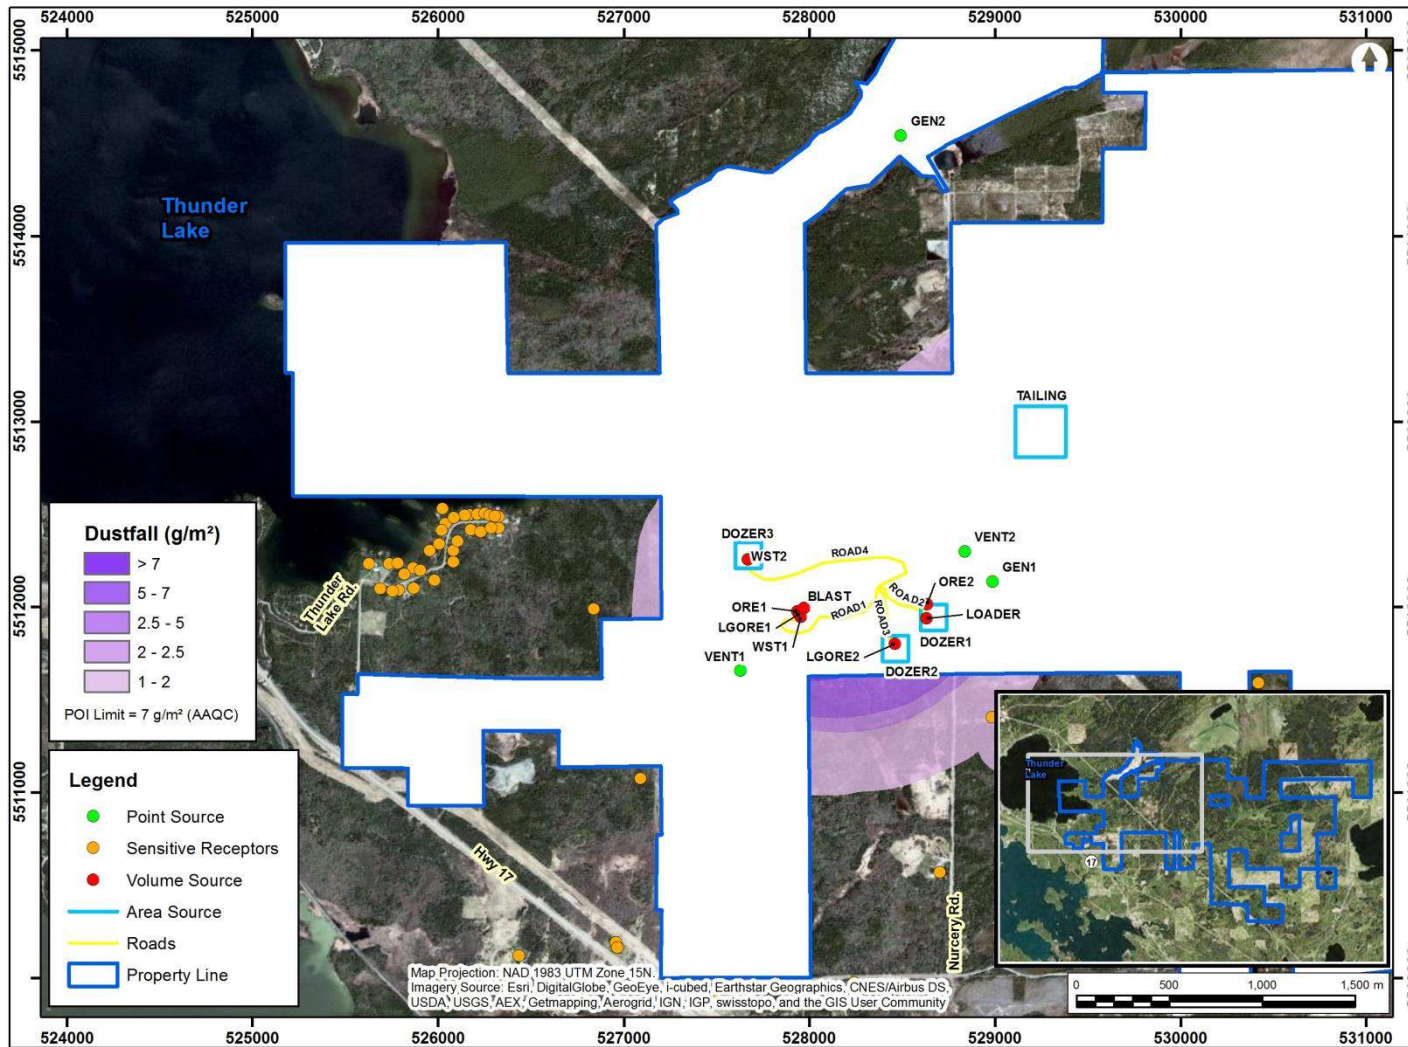 524000 525000 526000 527000 528000 529000 530000 531000
5515000
5514000
5513000
5512000
5511000
GEN2
Thunder
Lake
TAILING
DOZER3
WST2
ROAD4
VENT2
GEN1
ORE2
ROAD2
LOADER
BLAST
ORE1
ROAD1
LGORE1
ROAD3
WST1
LGORE2
DOZER1
DOZER2
VENT1
Thunder
Lake Rd.
Hwy 17
Nurcery Rd.
Dustfall (g/m²)
> 7
5 - 7
2.5 - 5
2 - 2.5
1 - 2
POI Limit = 7 g/m² (AAQC)
Legend
Point Source
Sensitive Receptors
Volume Source
Area Source
Roads
Property Line
Thunder
Lake
17
Map Projection: NAD 1983 UTM Zone 15N.
Imagery Source: Esri, DigitalGlobe, GeoEye, i-cubed, Earthstar Geographics, CNES/Airbus DS,
USDA, USGS, AEX, Getmapping, Aerogrid, IGN, IGP, swisstopo, and the GIS User Community
0 500 1,000 1,500 m
524000 525000 526000 527000 528000 529000 530000 531000